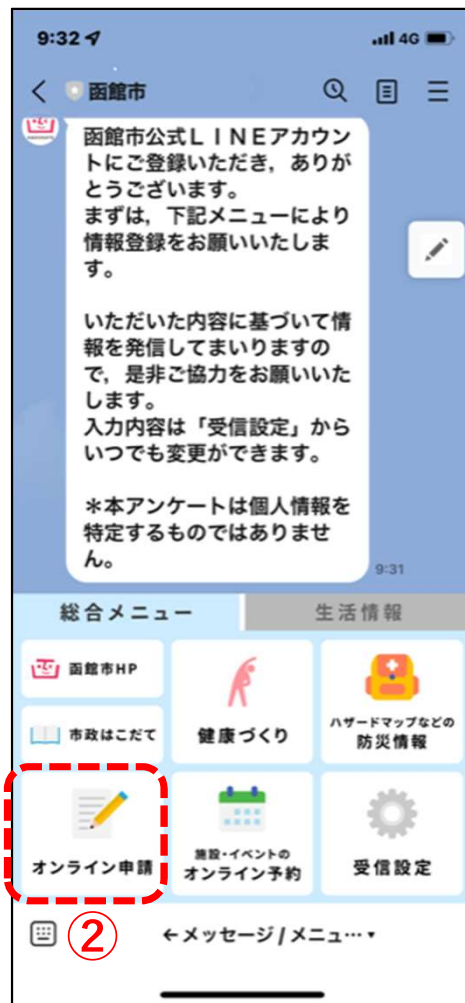 9:32
4G
函館市
函館市公式ＬＩＮＥアカウン
トにご登録いただき，ありが
とうございます。
まずは，下記メニューにより
情報登録をお願いいたしま
す。
いただいた内容に基づいて情
報を発信してまいりますの
で，是非ご協力をお願いいた
します。
入力内容は「受信設定」から
いつでも変更ができます。
＊本アンケートは個人情報を
特定するものではありませ
ん。
9:31
総合メニュー
生活情報
函館市HP
市政はこだて
健康づくり
ハザードマップなどの
防災情報
オンライン申請
施設・イベントの
オンライン予約
受信設定
②
←メッセージ / メニュ…▼